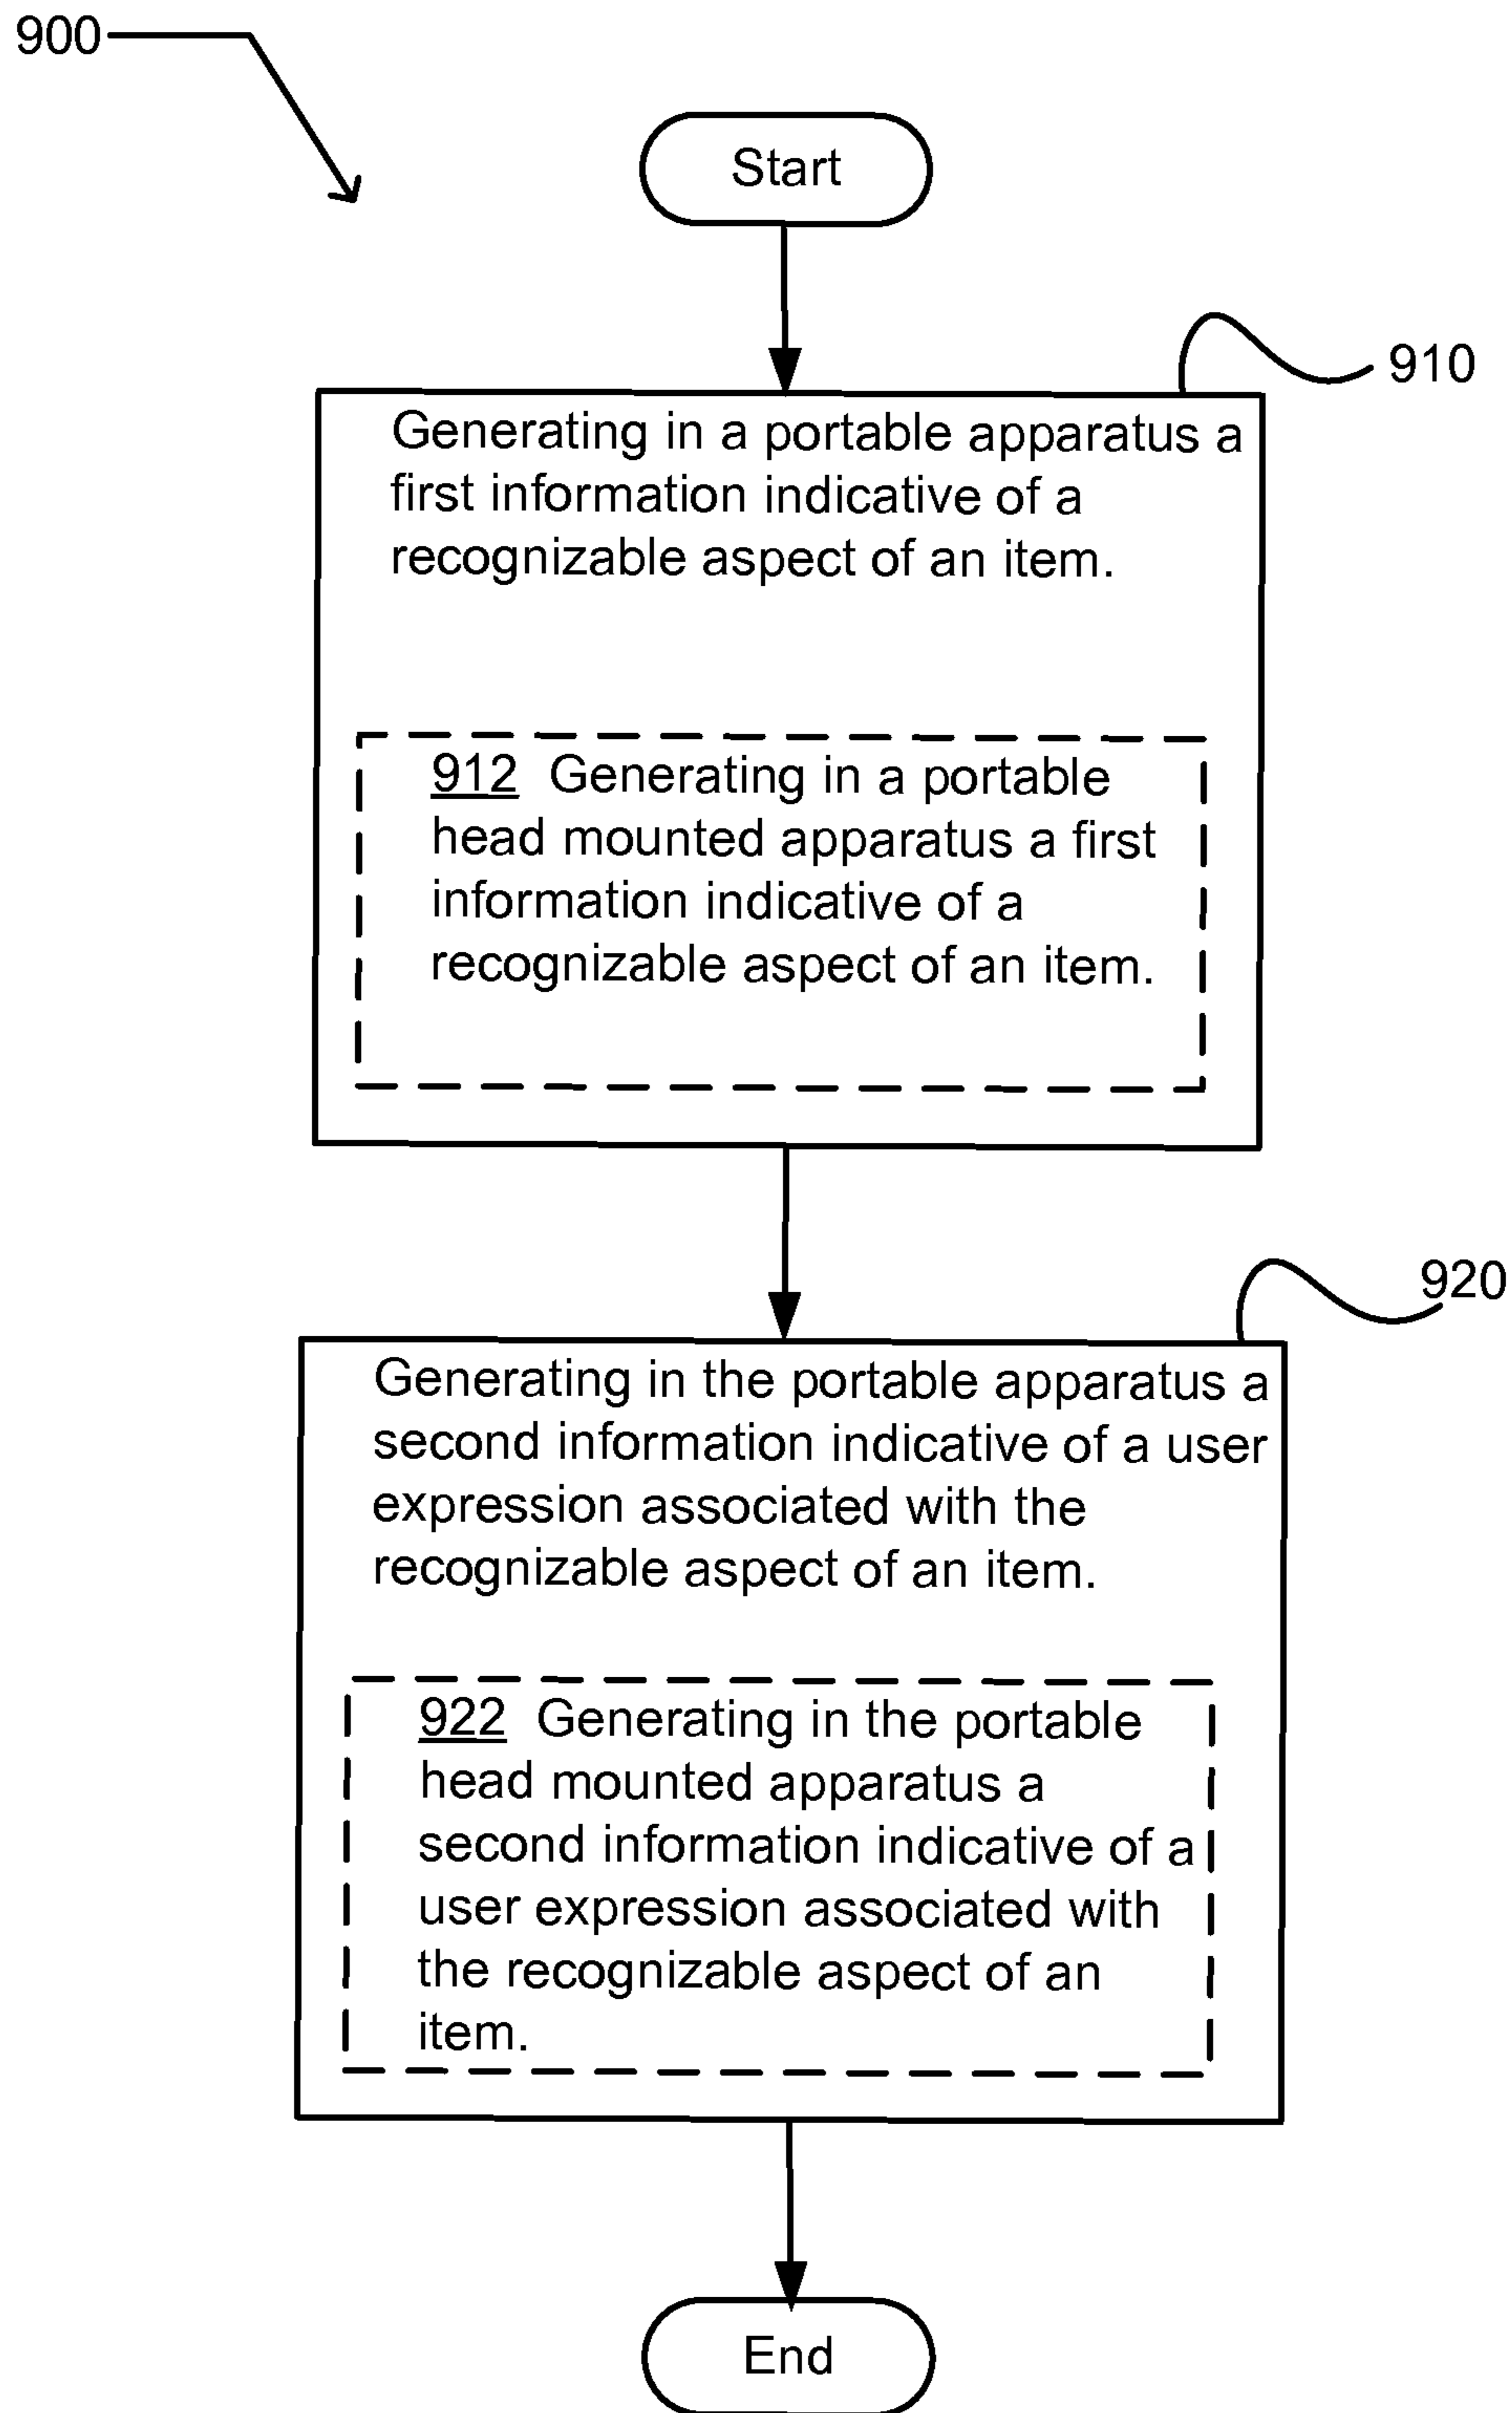 900
Start
910
Generating in a portable apparatus a
first information indicative of a
recognizable aspect of an item.
912 Generating in a portable
head mounted apparatus a first
information indicative of a
recognizable aspect of an item.
920
Generating in the portable apparatus a
second information indicative of a user
expression associated with the
recognizable aspect of an item.
922 Generating in the portable
head mounted apparatus a
second information indicative of a
user expression associated with
the recognizable aspect of an
item.
End